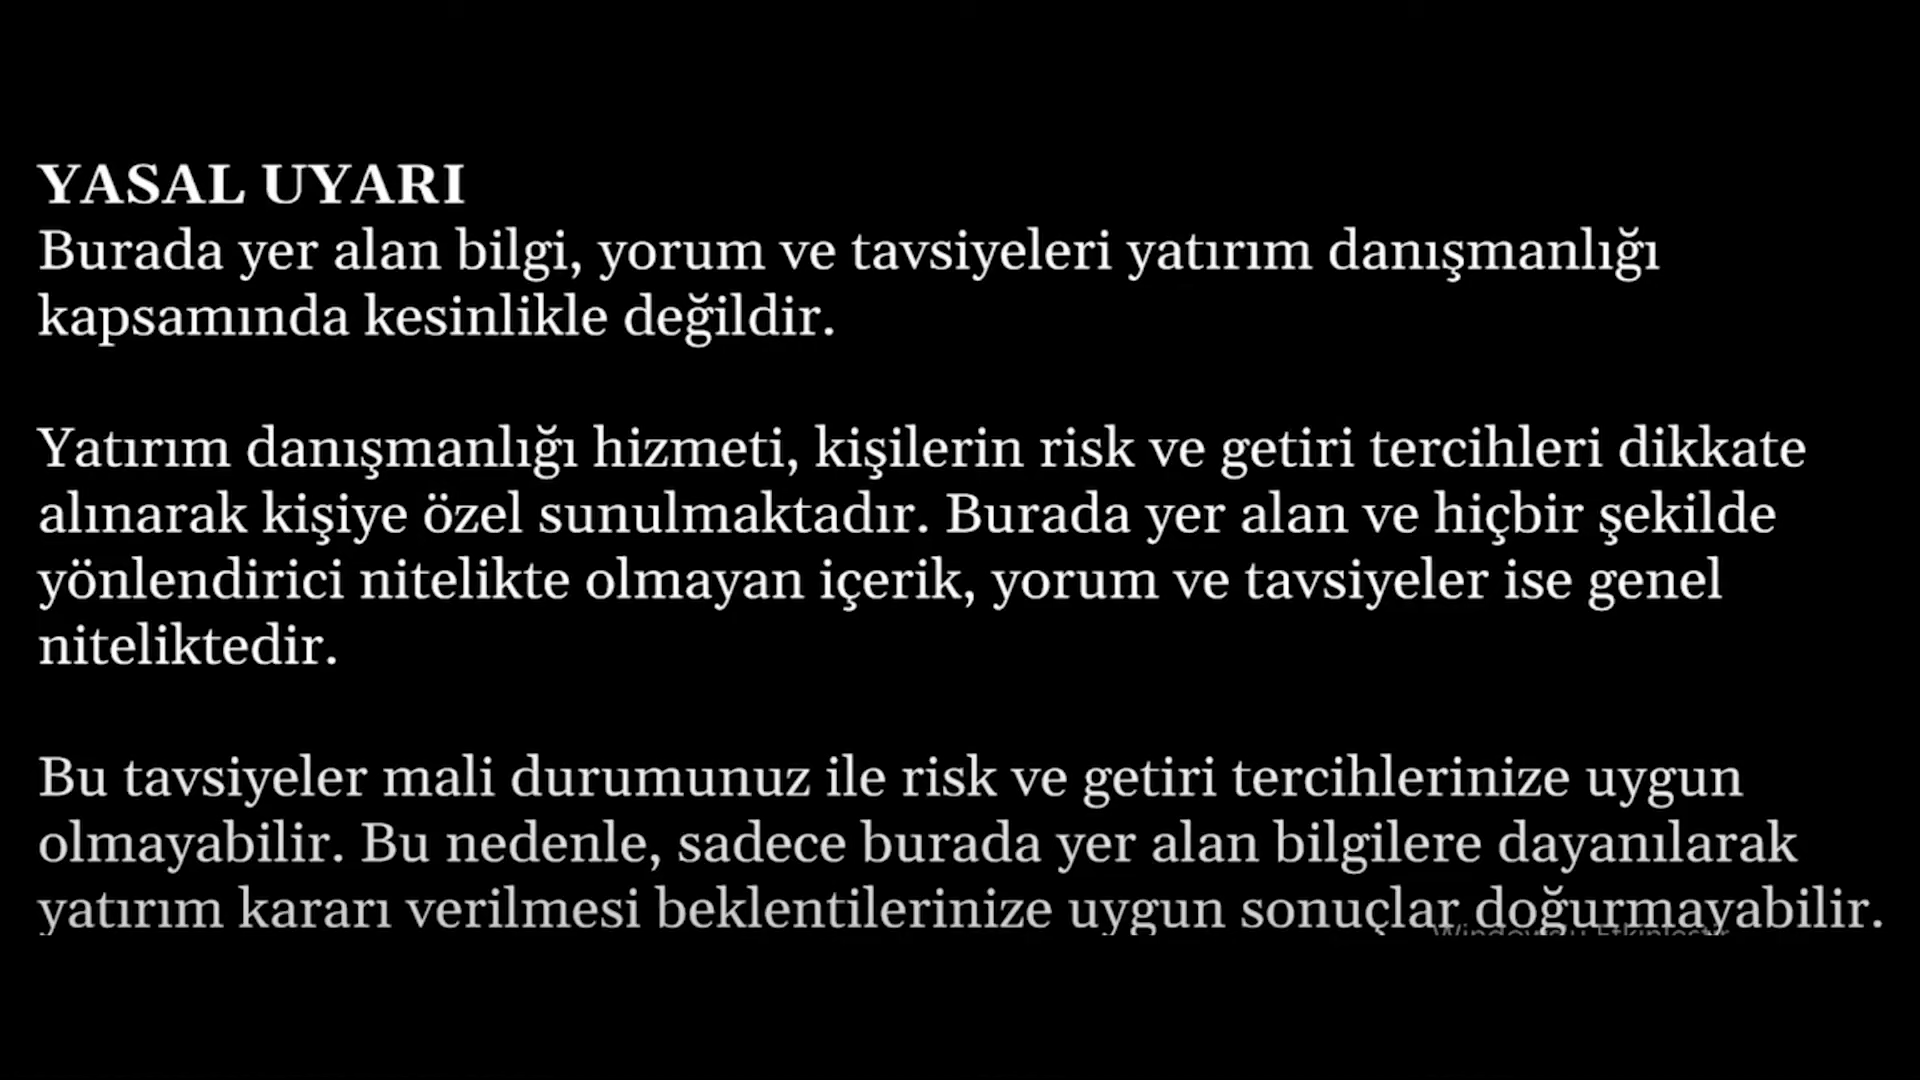 YASAL UYARI
Burada yer alan bilgi, yorum ve tavsiyeleri yatırım danışmanlığı
kapsamında kesinlikle değildir.
Yatırım danışmanlığı hizmeti, kişilerin risk ve getiri tercihleri dikkate
alınarak kişiye özel sunulmaktadır. Burada yer alan ve hiçbir şekilde
yönlendirici nitelikte olmayan içerik, yorum ve tavsiyeler ise genel
niteliktedir.
Bu tavsiyeler mali durumunuz ile risk ve getiri tercihlerinize uygun
olmayabilir. Bu nedenle, sadece burada yer alan bilgilere dayanılarak
yatırım kararı verilmesi beklentilerinize uygun sonuçlar doğurmayabilir.